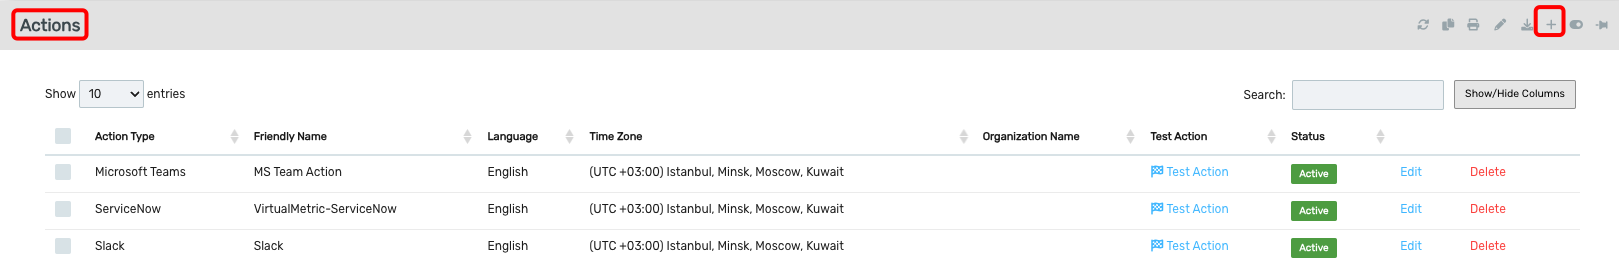 Actions
Show 10 entries Search: Show/Hide Columns
Action Type Friendly Name Language Time Zone Organization Name Test Action Status
Microsoft Teams MS Team Action English (UTC +03:00) Istanbul, Minsk, Moscow, Kuwait Test Action Active Edit Delete
ServiceNow VirtualMetric-ServiceNow English (UTC +03:00) Istanbul, Minsk, Moscow, Kuwait Test Action Active Edit Delete
Slack Slack English (UTC +03:00) Istanbul, Minsk, Moscow, Kuwait Test Action Active Edit Delete